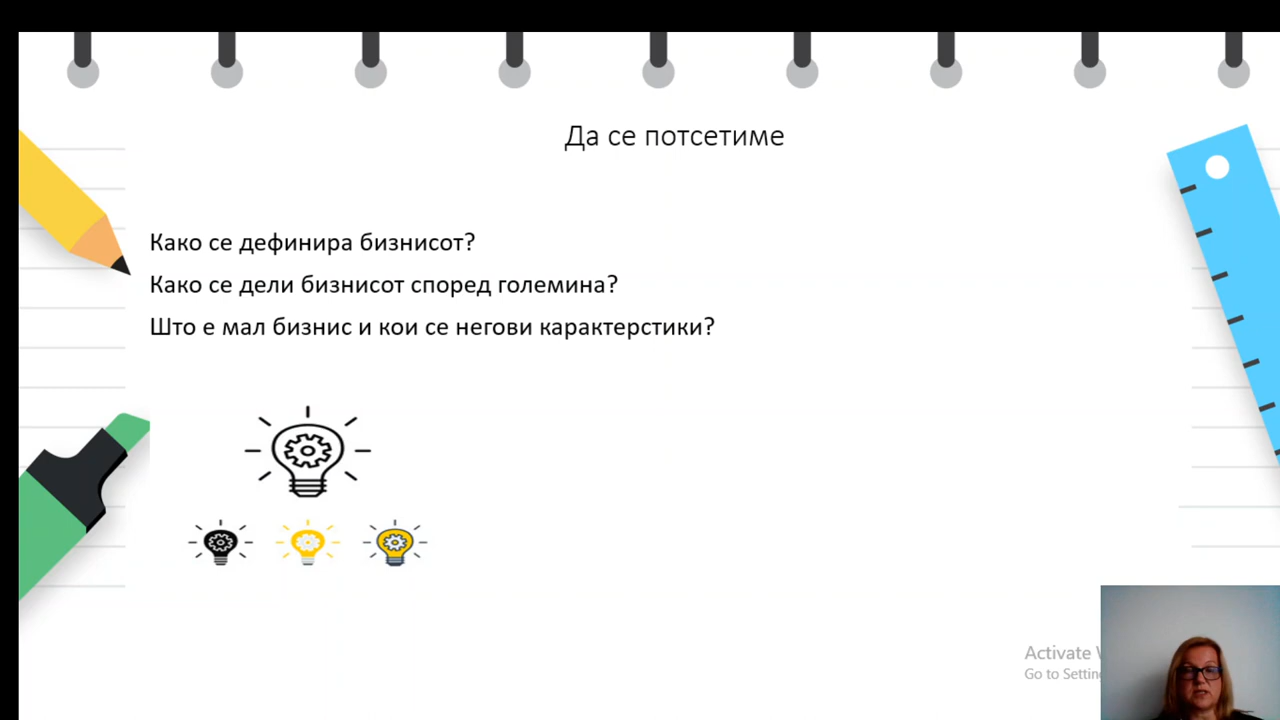 Да се потсетиме
Како се дефинира бизнисот?
Како се дели бизнисот според големина?
Што е мал бизнис и кои се негови карактерстики?
Activate
Go to